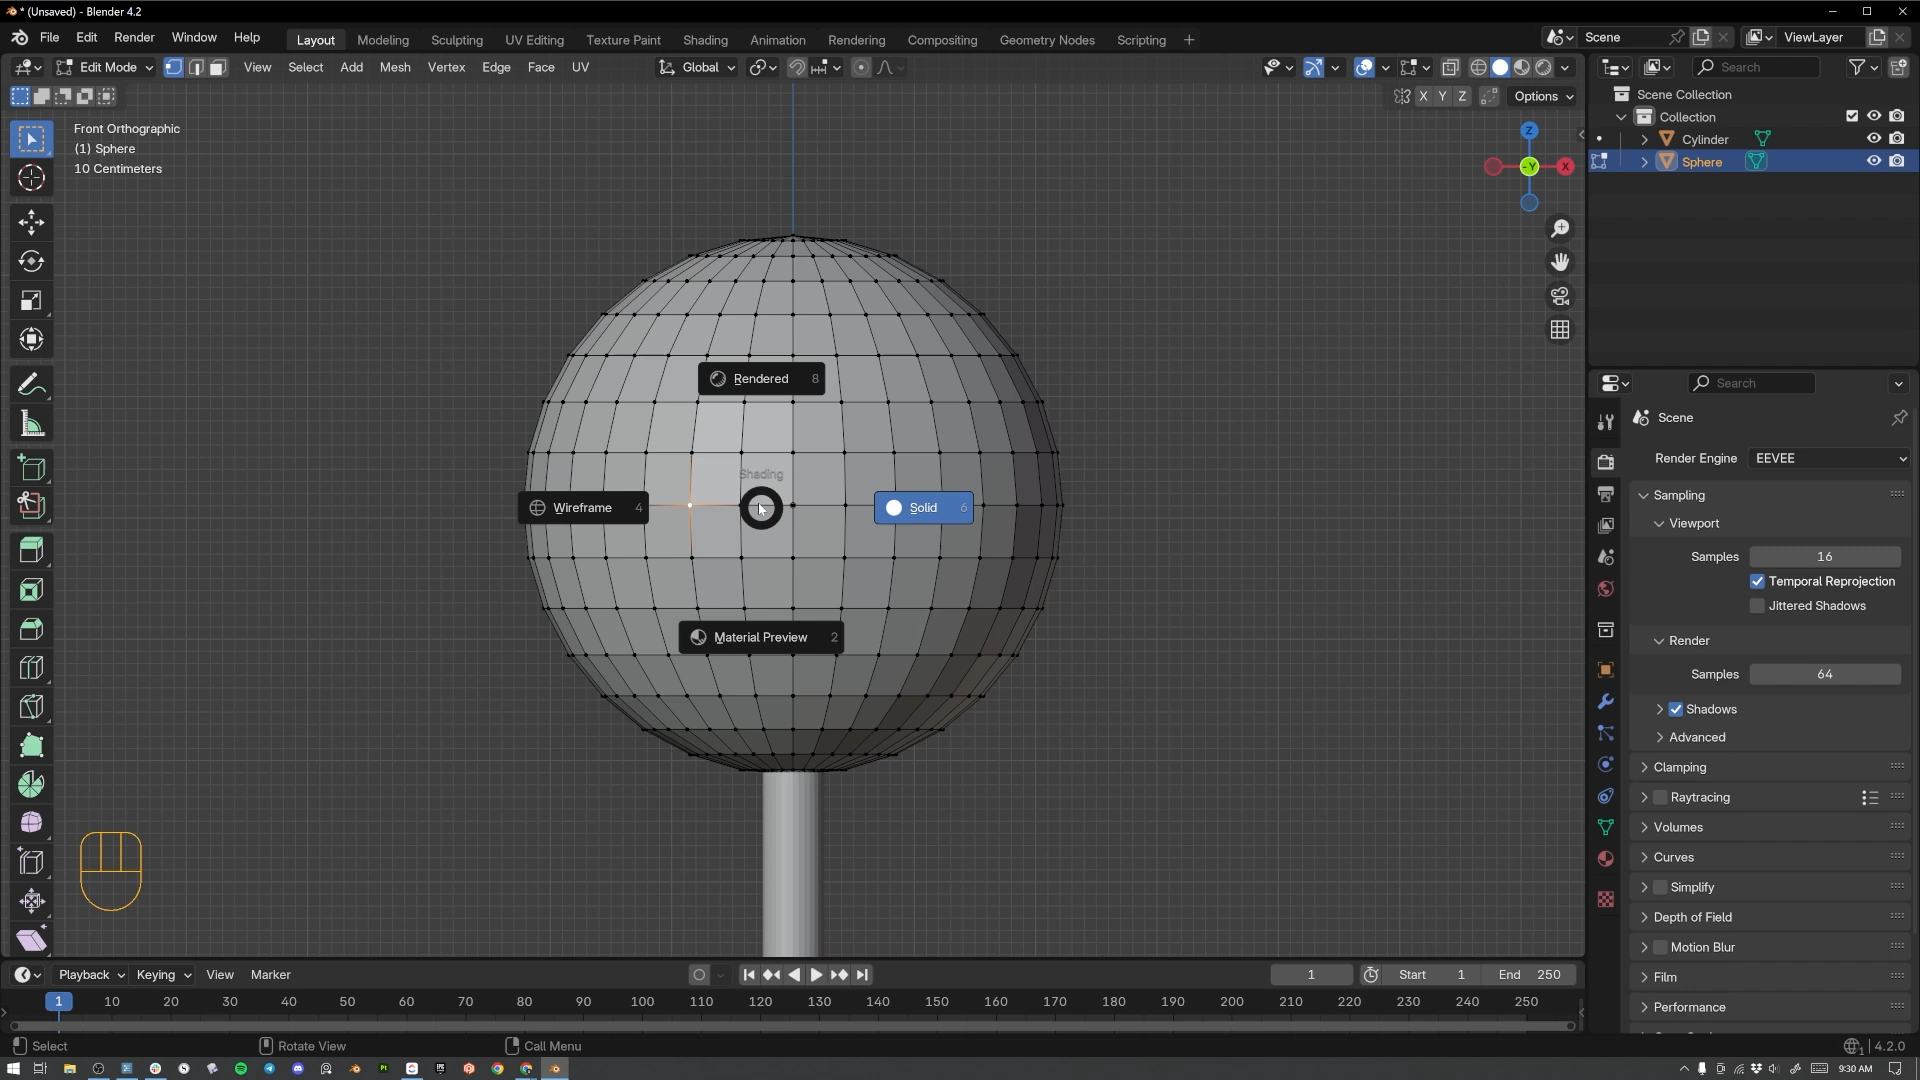 * (Unsaved) - Blender 4.2
File Edit Render Window Help
Layout Modeling Sculpting UV Editing Texture Paint Shading Animation Rendering Compositing Geometry Nodes Scripting +
Scene
ViewLayer
Edit Mode View Select Add Mesh Vertex Edge Face UV
Global
Search
X Y Z Options
Front Orthographic
(1) Sphere
10 Centimeters
Z
-Y
X
Scene Collection
Collection
Cylinder
Sphere
Rendered 8
Shading
Wireframe 4
Solid 6
Material Preview 2
Search
Scene
Render Engine EEVEE
Sampling
Viewport
Samples 16
Temporal Reprojection
Jittered Shadows
Render
Samples 64
Shadows
Advanced
Clamping
Raytracing
Volumes
Curves
Simplify
Depth of Field
Motion Blur
Film
Performance
Playback Keying View Marker
1 Start 1 End 250
1 10 20 30 40 50 60 70 80 90 100 110 120 130 140 150 160 170 180 190 200 210 220 230 240 250
Select Rotate View Call Menu
4.2.0
9:30 AM